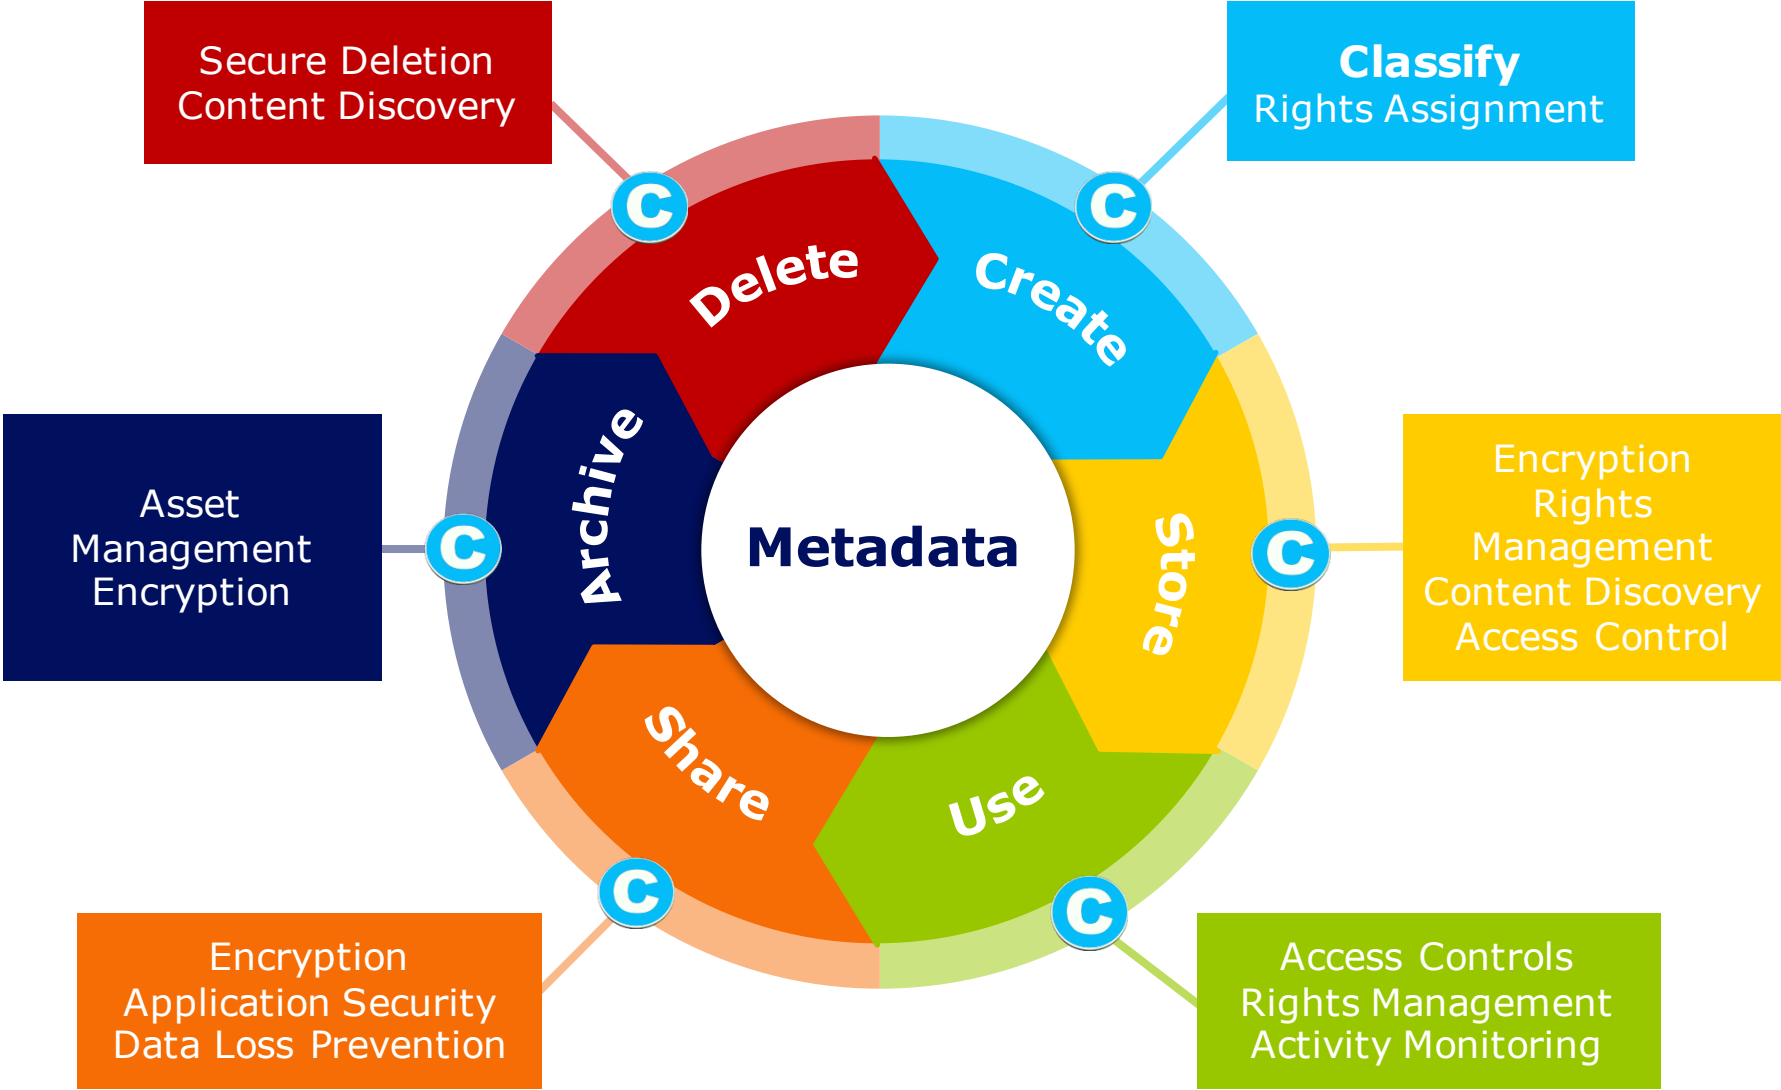 Secure Deletion
Content Discovery
Classify
Rights Assignment
C
C
Delete
Create
Asset
Management
Encryption
C
Archive
Metadata
Store
C
Encryption
Rights
Management
Content Discovery
Access Control
Share
Use
C
C
Encryption
Application Security
Data Loss Prevention
Access Controls
Rights Management
Activity Monitoring